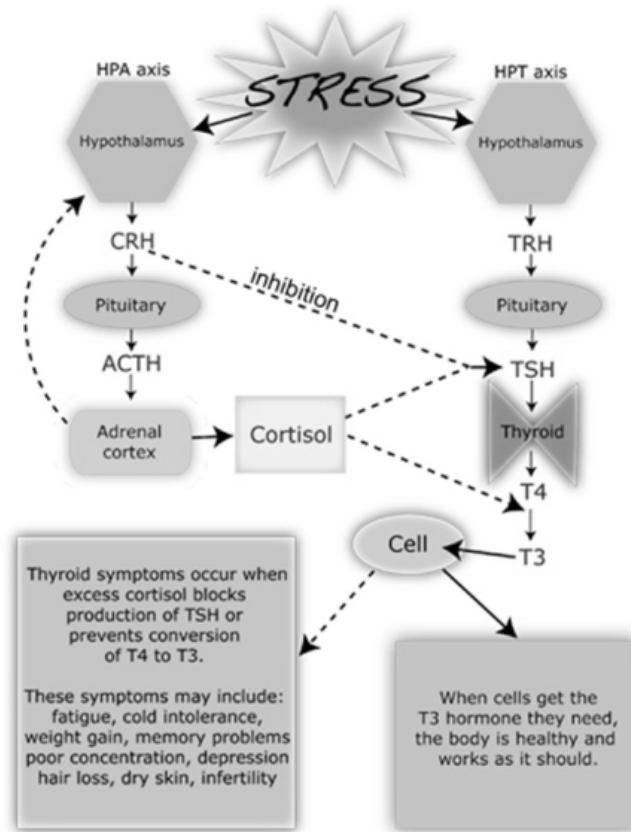 STRESS
HPA axis
Hypothalamus
CRH
Pituitary
ACTH
Adrenal
cortex
Cortisol
inhibition
HPT axis
Hypothalamus
TRH
Pituitary
TSH
Thyroid
T4
T3
Cell
Thyroid symptoms occur when
excess cortisol blocks
production of TSH or
prevents conversion
of T4 to T3.
These symptoms may include:
fatigue, cold intolerance,
weight gain, memory problems
poor concentration, depression
hair loss, dry skin, infertility
When cells get the
T3 hormone they need,
the body is healthy and
works as it should.